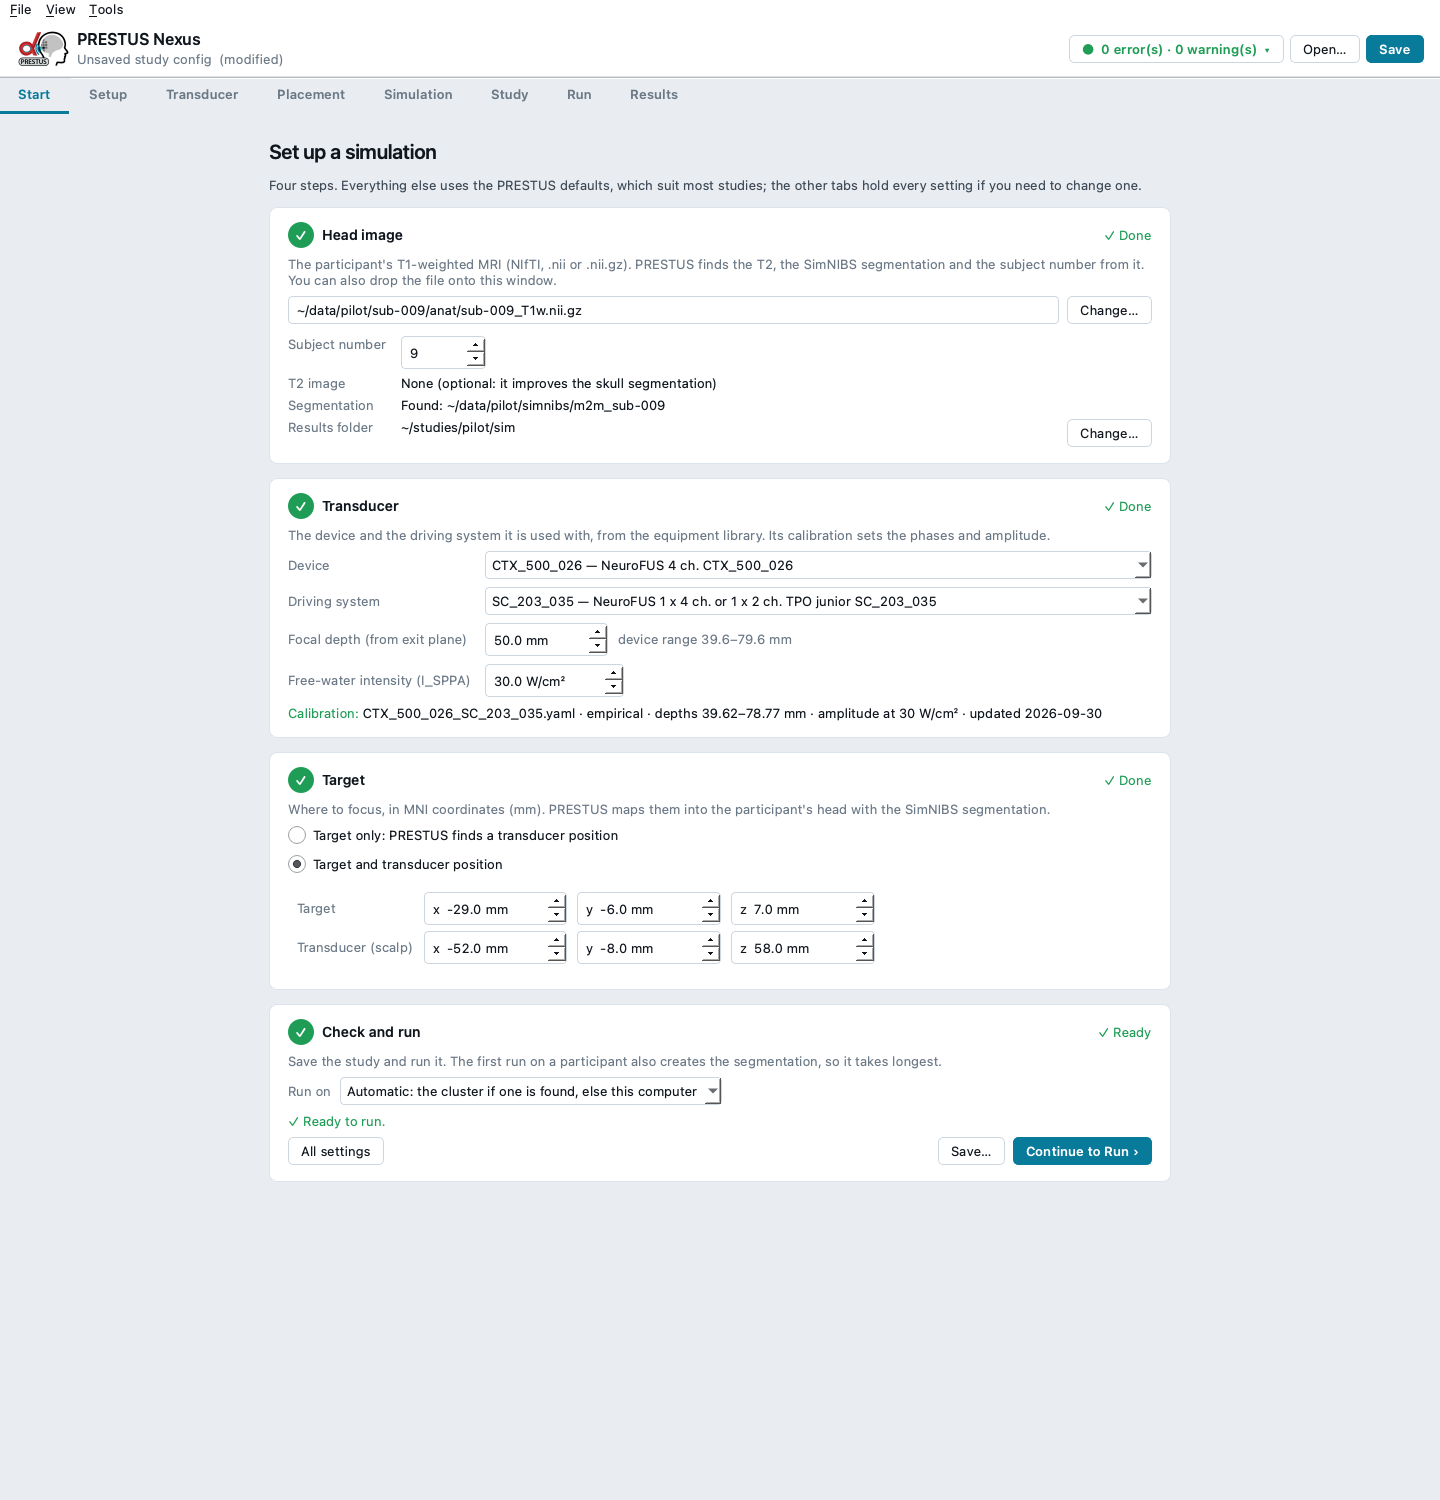 File View Tools
PRESTUS
PRESTUS Nexus
Unsaved study config (modified)
0 error(s) · 0 warning(s)
Open...
Save
Start Setup Transducer Placement Simulation Study Run Results
Set up a simulation
Four steps. Everything else uses the PRESTUS defaults, which suit most studies; the other tabs hold every setting if you need to change one.
Head image
✓ Done
The participant's T1-weighted MRI (NIfTI, .nii or .nii.gz). PRESTUS finds the T2, the SimNIBS segmentation and the subject number from it.
You can also drop the file onto this window.
~/data/pilot/sub-009/anat/sub-009_T1w.nii.gz
Change...
Subject number 9
T2 image None (optional: it improves the skull segmentation)
Segmentation Found: ~/data/pilot/simnibs/m2m_sub-009
Results folder ~/studies/pilot/sim
Change...
Transducer
✓ Done
The device and the driving system it is used with, from the equipment library. Its calibration sets the phases and amplitude.
Device CTX_500_026 — NeuroFUS 4 ch. CTX_500_026
Driving system SC_203_035 — NeuroFUS 1 x 4 ch. or 1 x 2 ch. TPO junior SC_203_035
Focal depth (from exit plane) 50.0 mm device range 39.6–79.6 mm
Free-water intensity (I_SPPA) 30.0 W/cm²
Calibration: CTX_500_026_SC_203_035.yaml · empirical · depths 39.62–78.77 mm · amplitude at 30 W/cm² · updated 2026-09-30
Target
✓ Done
Where to focus, in MNI coordinates (mm). PRESTUS maps them into the participant's head with the SimNIBS segmentation.
Target only: PRESTUS finds a transducer position
Target and transducer position
Target x -29.0 mm y -6.0 mm z 7.0 mm
Transducer (scalp) x -52.0 mm y -8.0 mm z 58.0 mm
Check and run
✓ Ready
Save the study and run it. The first run on a participant also creates the segmentation, so it takes longest.
Run on Automatic: the cluster if one is found, else this computer
✓ Ready to run.
All settings
Save...
Continue to Run ›